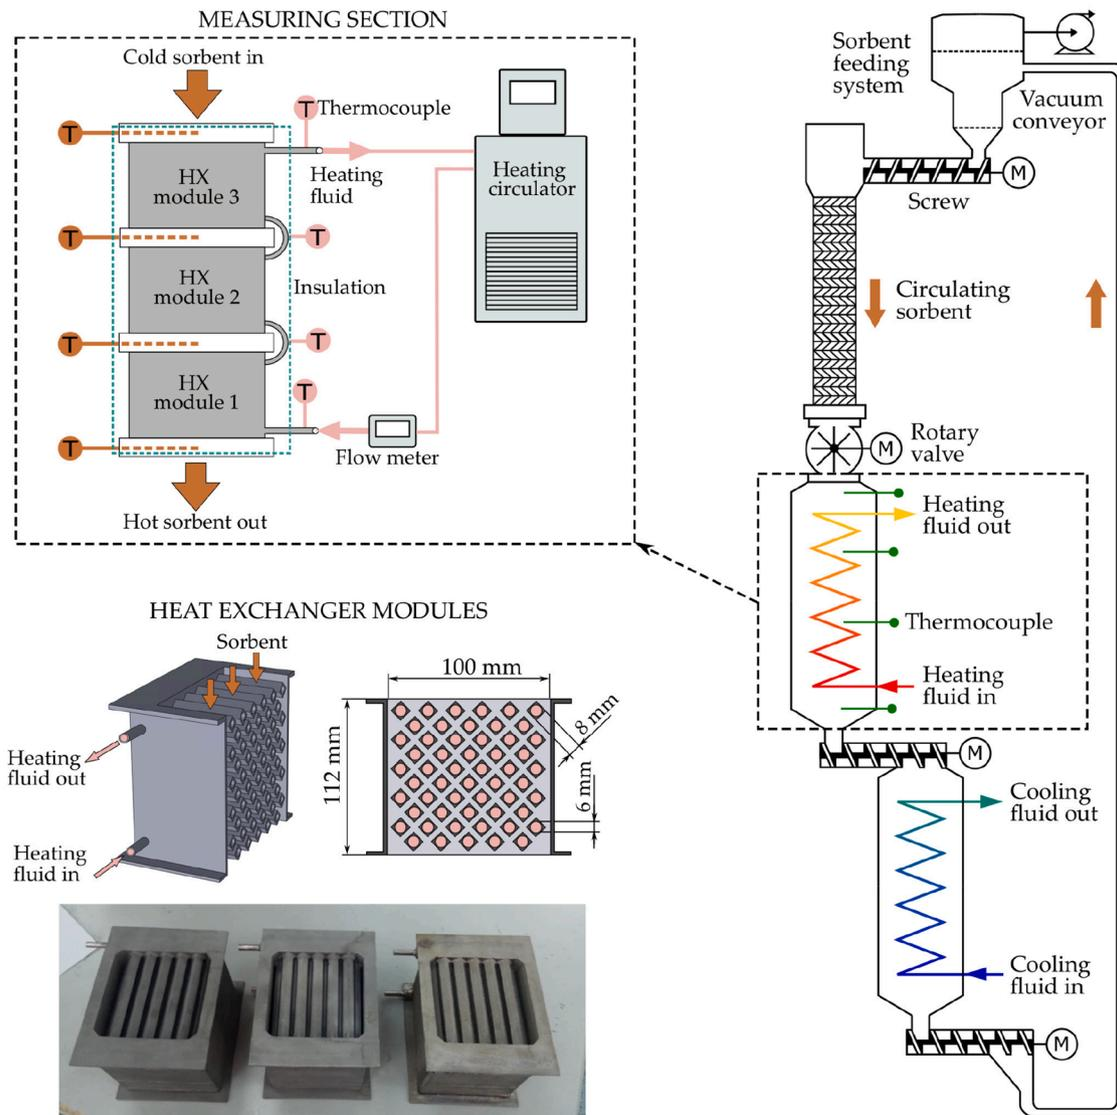 MEASURING SECTION
Cold sorbent in
T
Thermocouple
T
HX
module 3
Heating
fluid
Heating
circulator
T
T
HX
module 2
Insulation
T
T
HX
module 1
T
T
Flow meter
Hot sorbent out
Sorbent
feeding
system
Vacuum
conveyor
M
Screw
Circulating
sorbent
M
Rotary
valve
Heating
fluid out
Thermocouple
Heating
fluid in
M
Cooling
fluid out
Cooling
fluid in
M
HEAT EXCHANGER MODULES
Sorbent
Heating
fluid out
Heating
fluid in
100 mm
112 mm
8 mm
6 mm